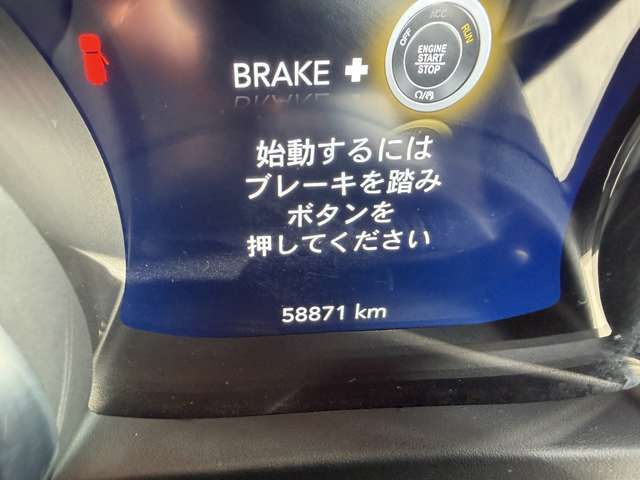 ACC
OFF
RUN
ENGINE
START
STOP
BRAKE +
始動するには
ブレーキを踏み
ボタンを
押してください
58871 km